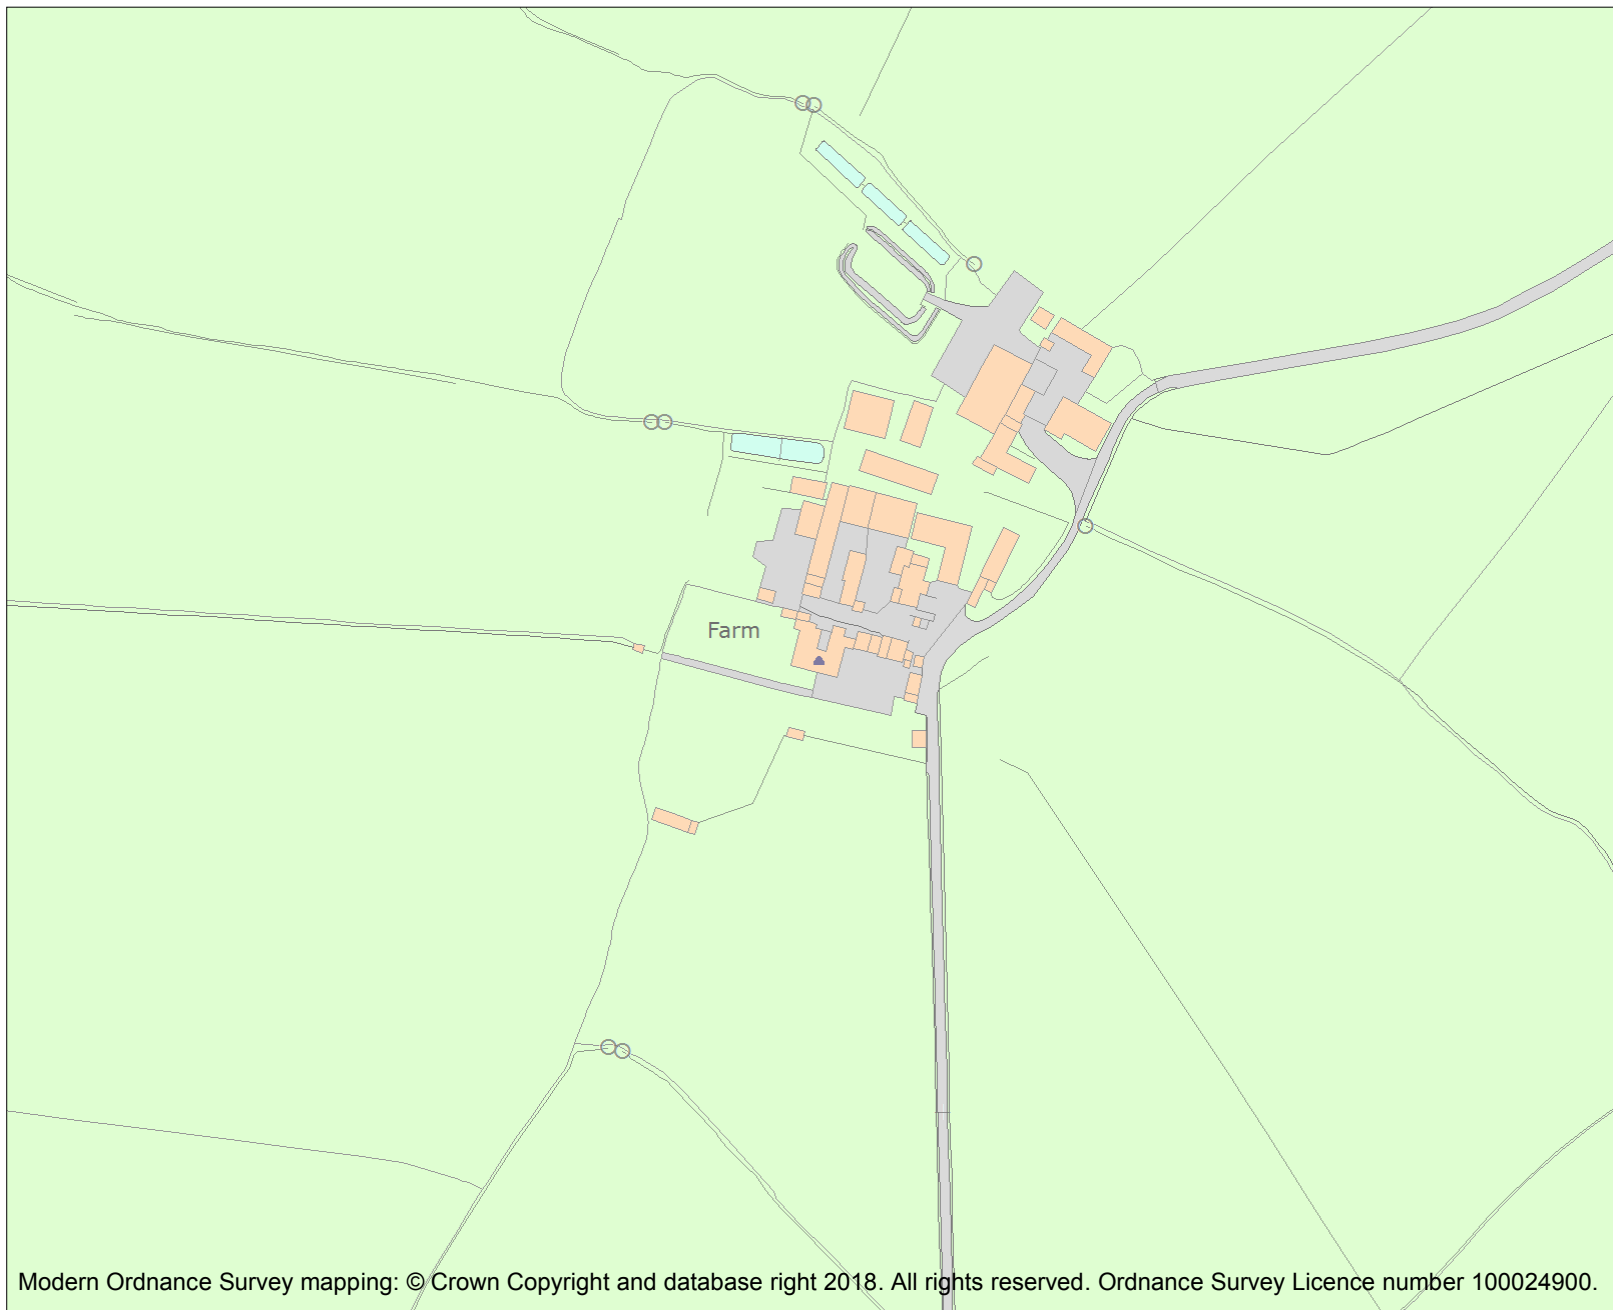 Farm
Modern Ordnance Survey mapping: © Crown Copyright and database right 2018. All rights reserved. Ordnance Survey Licence number 100024900.